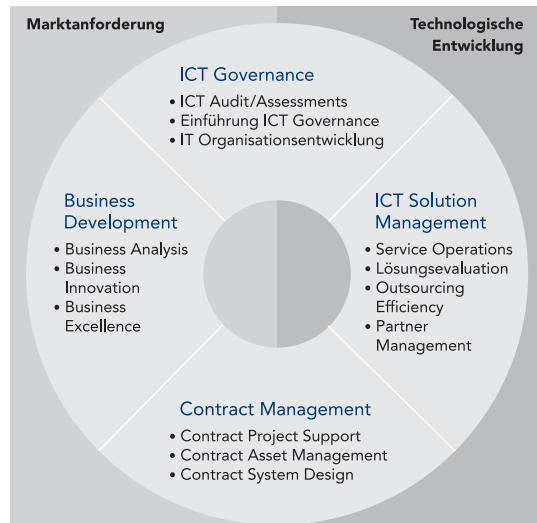 Marktanforderung
Technologische
Entwicklung
ICT Governance
• ICT Audit/Assessments
• Einführung ICT Governance
• IT Organisationsentwicklung
Business
Development
• Business Analysis
• Business
Innovation
• Business
Excellence
ICT Solution
Management
• Service Operations
• Lösungsevaluation
• Outsourcing
Efficiency
• Partner
Management
Contract Management
• Contract Project Support
• Contract Asset Management
• Contract System Design